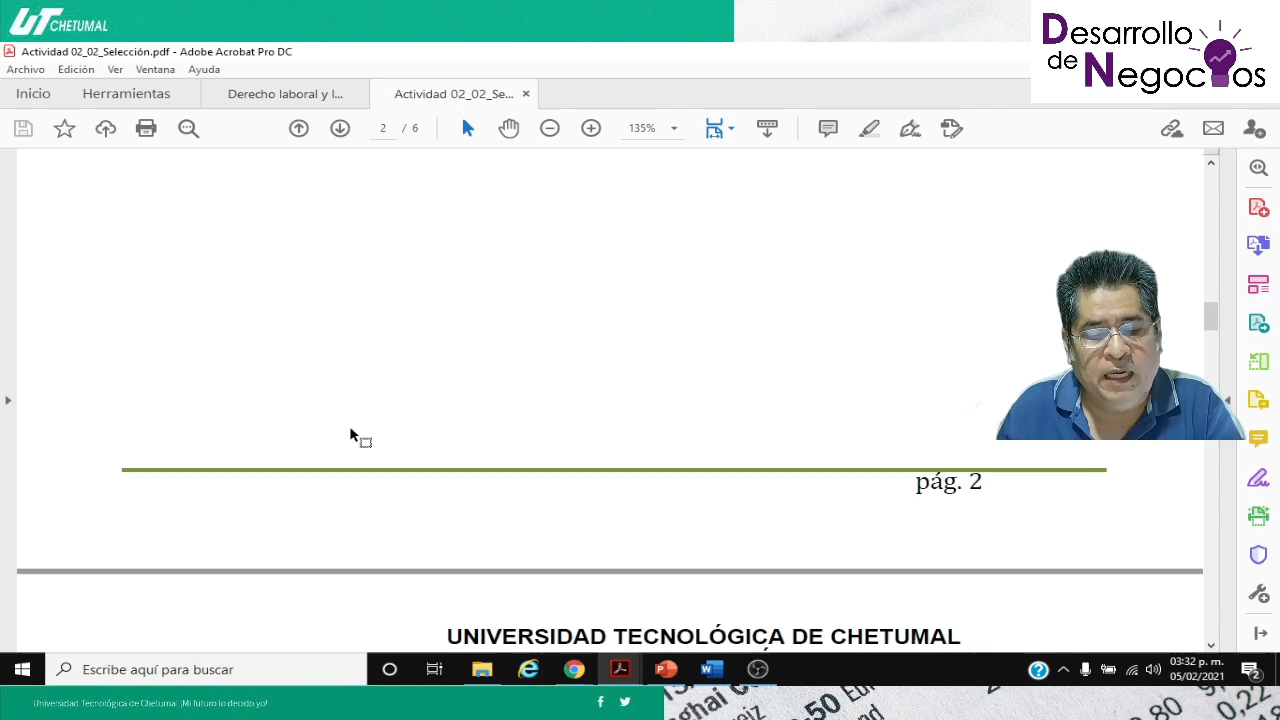 UT CHETUMAL
Desarrollo
de Negocios
Actividad 02_02_Selección.pdf - Adobe Acrobat Pro DC
Archivo Edición Ver Ventana Ayuda
Inicio Herramientas Derecho laboral y l... Actividad 02_02_Se... ×
2 / 6 135%
pág. 2
UNIVERSIDAD TECNOLÓGICA DE CHETUMAL
Escribe aquí para buscar
03:32 p. m.
05/02/2021
2
Universidad Tecnológica de Chetumal ¡Mi futuro lo decido yo!